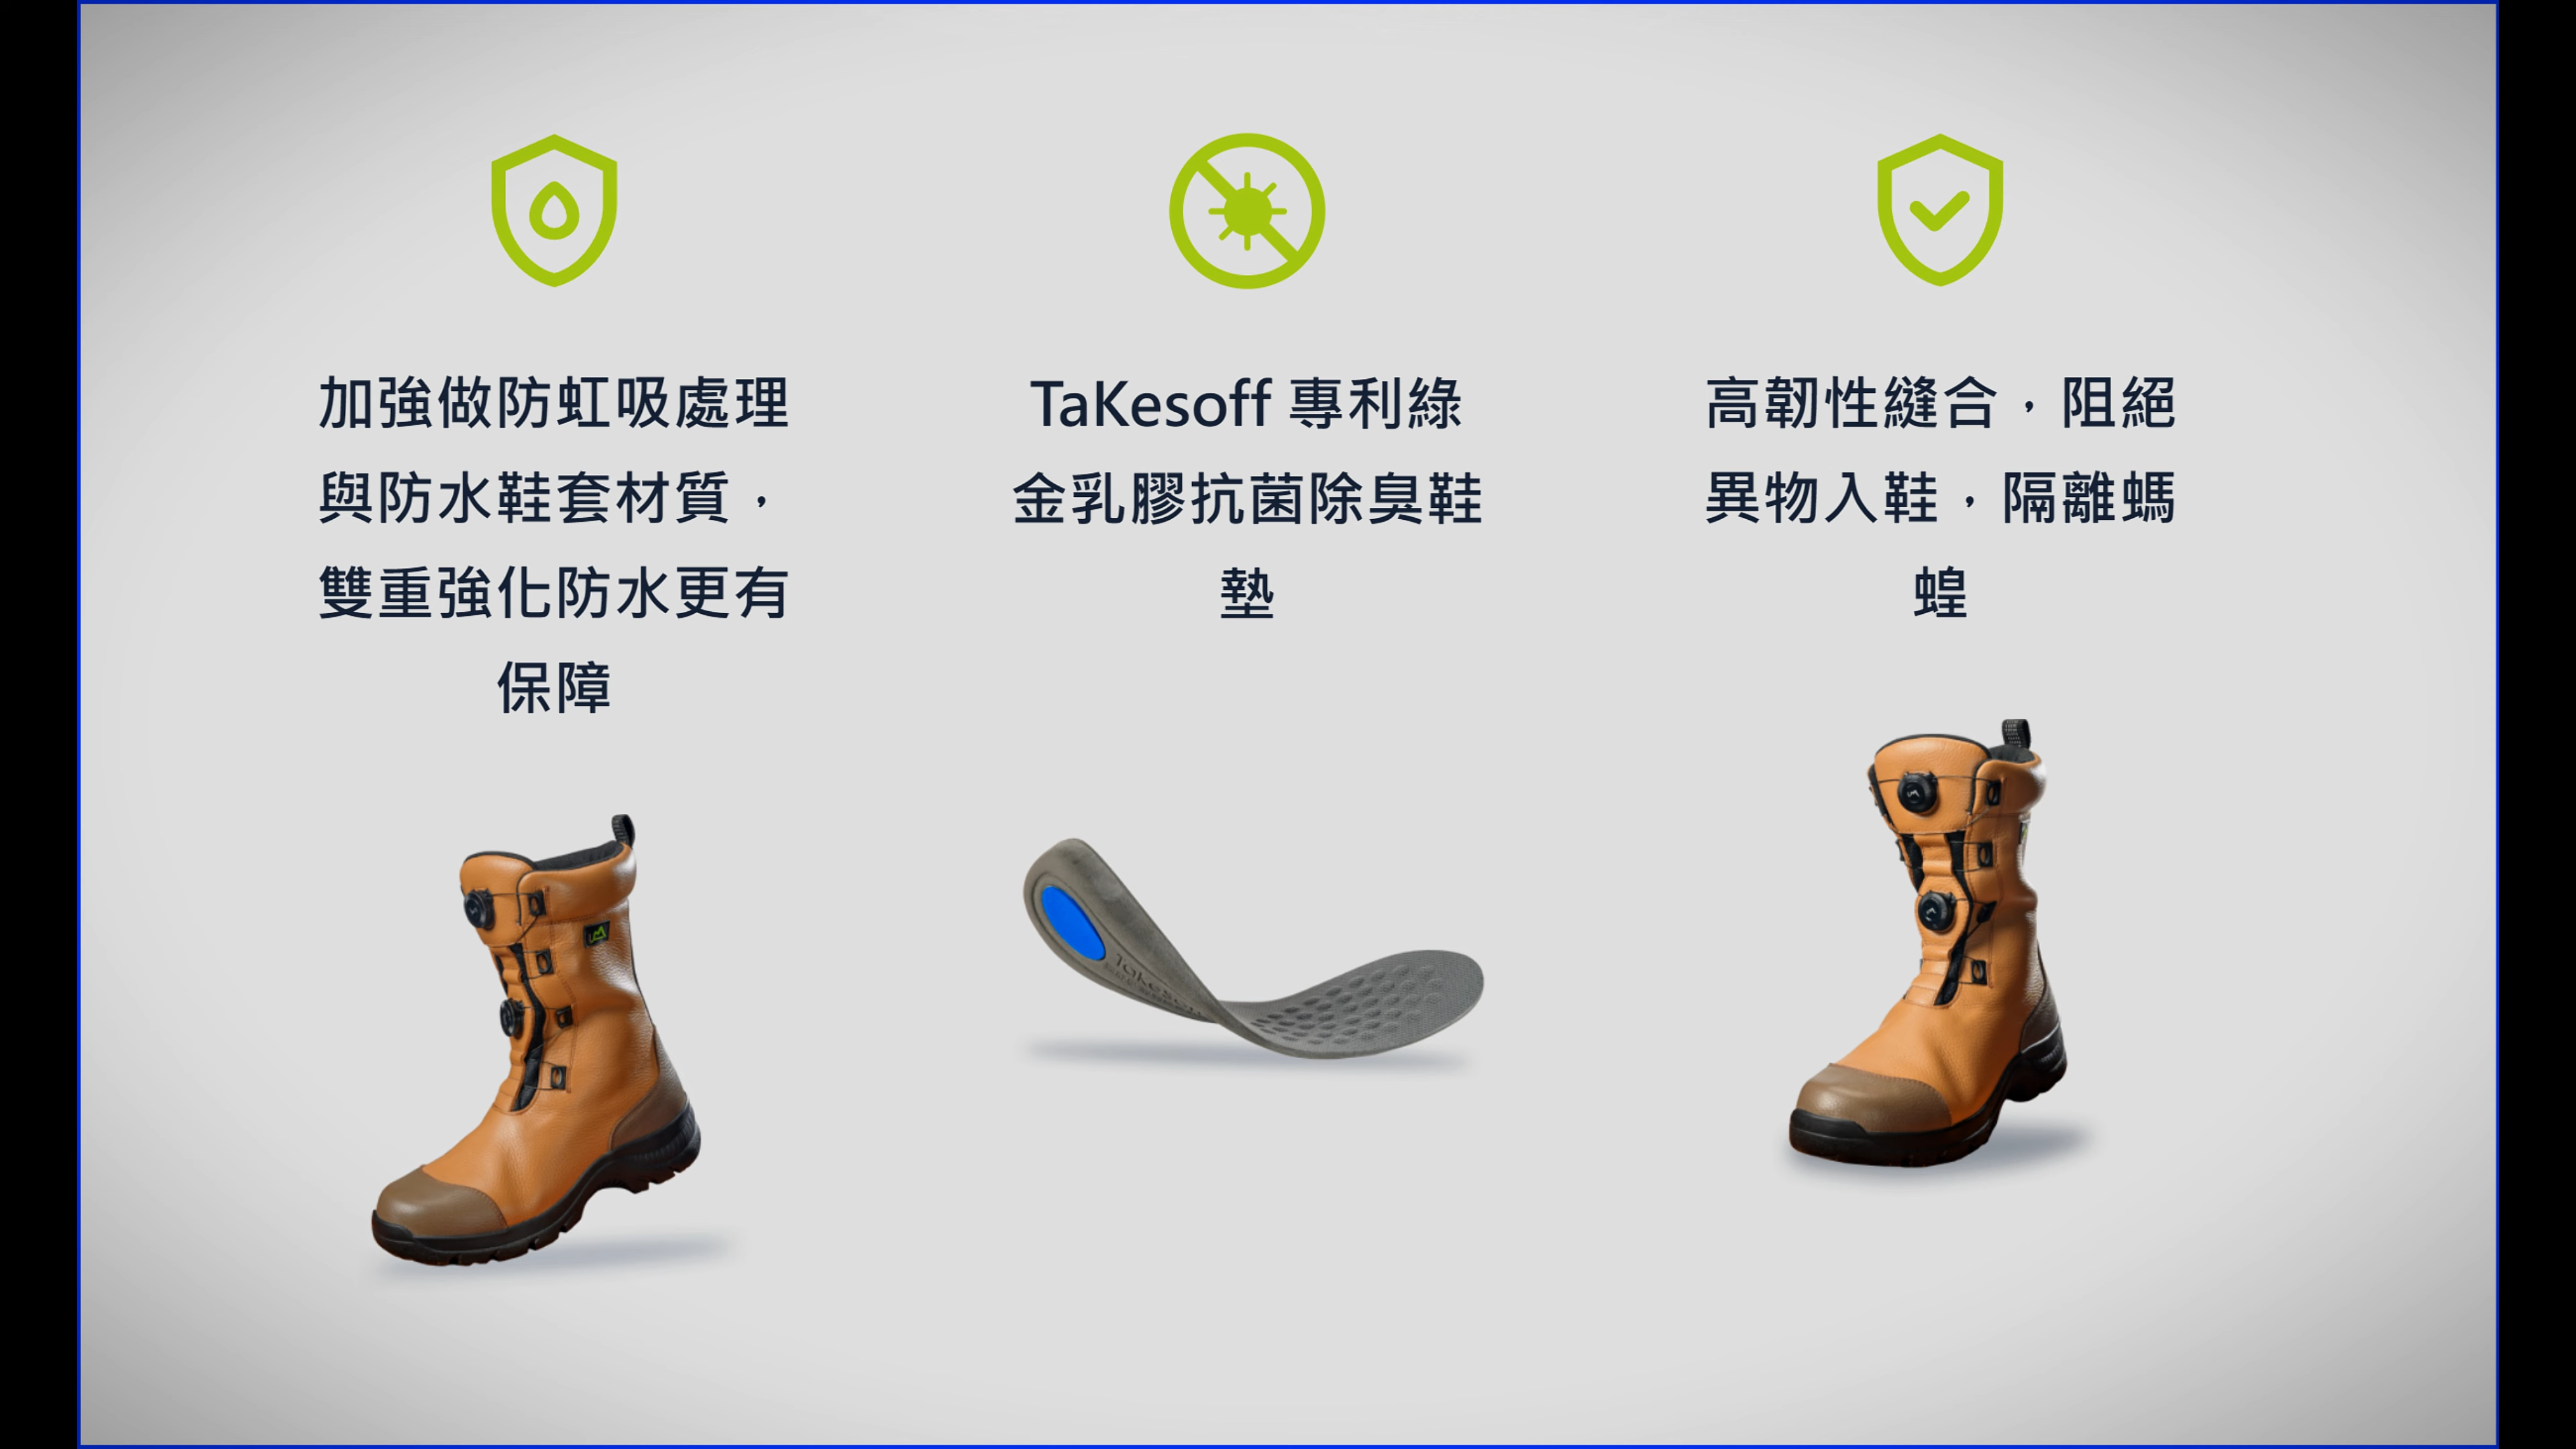 加強做防虹吸處理
與防水鞋套材質，
雙重強化防水更有
保障
TaKesoff 專利綠
金乳膠抗菌除臭鞋
墊
高韌性縫合，阻絕
異物入鞋，隔離螞
蝗